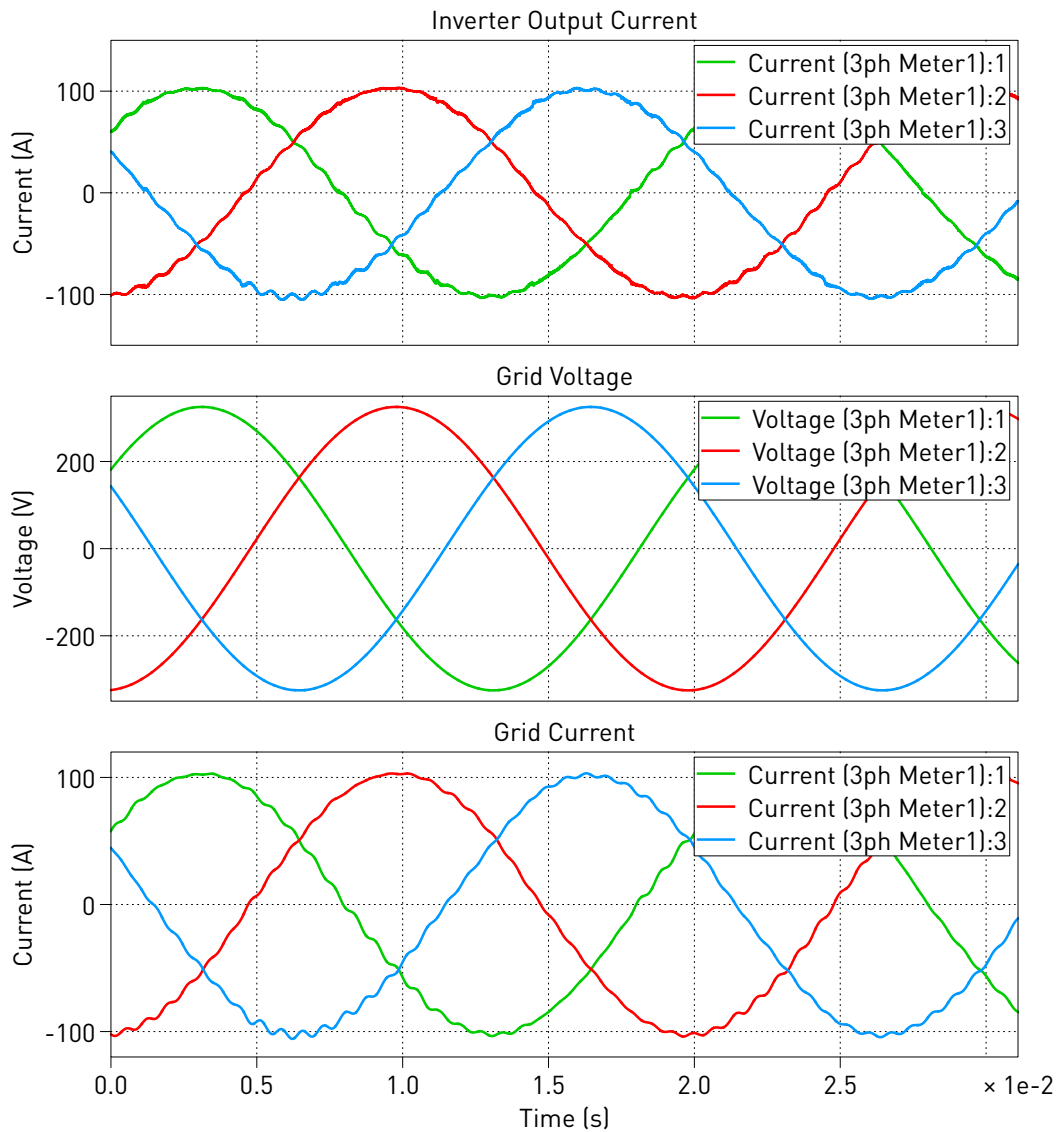 Inverter Output Current
Current (A)
100
0
-100
Current (3ph Meter1):1
Current (3ph Meter1):2
Current (3ph Meter1):3
Grid Voltage
Voltage (V)
200
0
-200
Voltage (3ph Meter1):1
Voltage (3ph Meter1):2
Voltage (3ph Meter1):3
Grid Current
Current (A)
100
0
-100
Current (3ph Meter1):1
Current (3ph Meter1):2
Current (3ph Meter1):3
0.0 0.5 1.0 1.5 2.0 2.5 × 1e-2
Time (s)